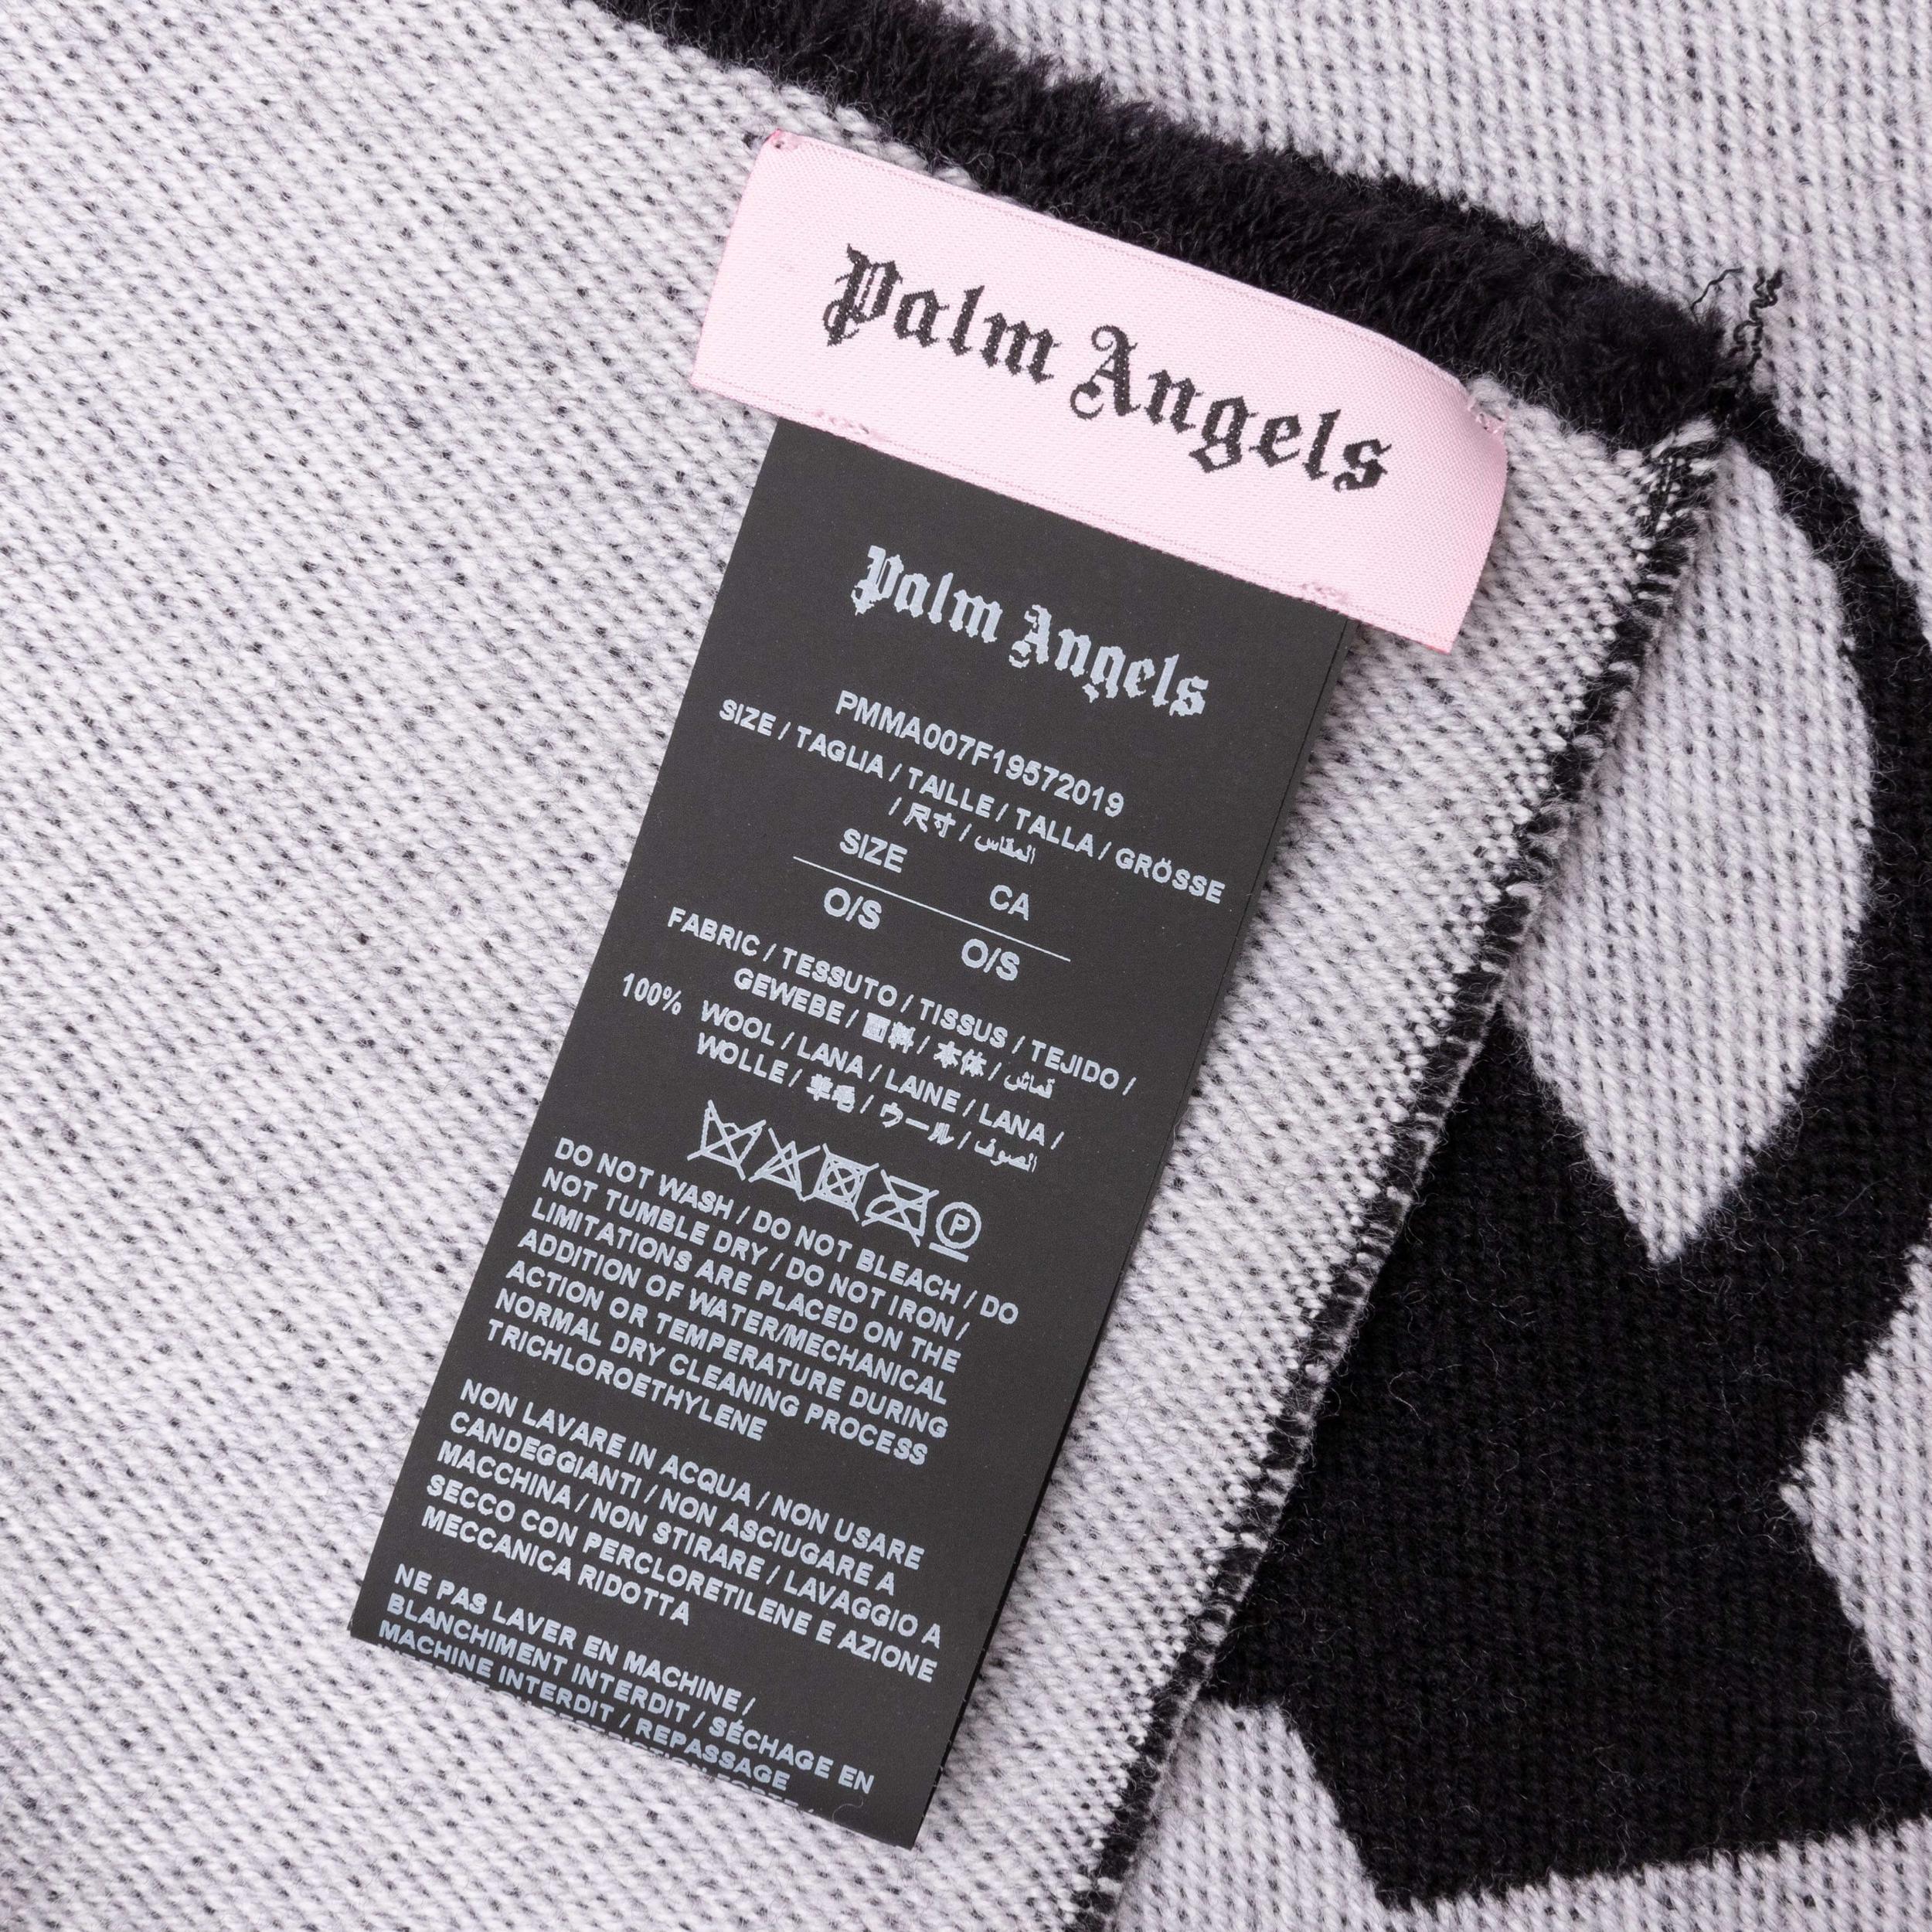 Palm Angels
Palm Angels
PMMA007F19572019
SIZE / TAGLIA / TAILLE / TALLA / GRÖSSE
/ 尺寸 / المقاس
SIZE CA
O/S O/S
FABRIC / TESSUTO / TISSUS / TEJIDO /
GEWEBE / 面料 / 本体 / قماش
100% WOOL / LANA / LAINE / LANA /
WOLLE / 羊毛 / ウール / الصوف
P
DO NOT WASH / DO NOT BLEACH / DO
NOT TUMBLE DRY / DO NOT IRON /
LIMITATIONS ARE PLACED ON THE
ADDITION OF WATER/MECHANICAL
ACTION OR TEMPERATURE DURING
NORMAL DRY CLEANING PROCESS
TRICHLOROETHYLENE
NON LAVARE IN ACQUA / NON USARE
CANDEGGIANTI / NON ASCIUGARE A
MACCHINA / NON STIRARE / LAVAGGIO A
SECCO CON PERCLORETILENE E AZIONE
MECCANICA RIDOTTA
NE PAS LAVER EN MACHINE /
BLANCHIMENT INTERDIT / SÉCHAGE EN
MACHINE INTERDIT / REPASSAGE